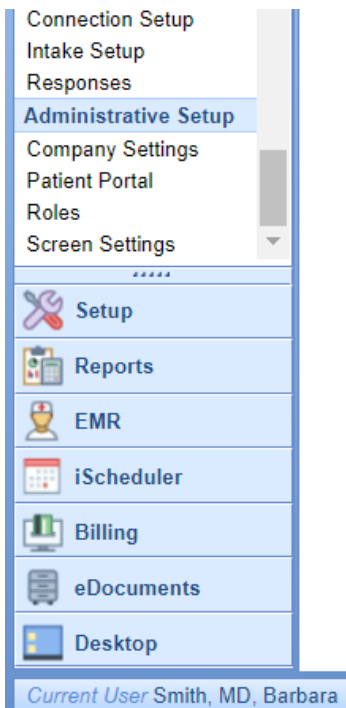 Connection Setup
Intake Setup
Responses
Administrative Setup
Company Settings
Patient Portal
Roles
Screen Settings
Setup
Reports
EMR
iScheduler
Billing
eDocuments
Desktop
Current User Smith, MD, Barbara